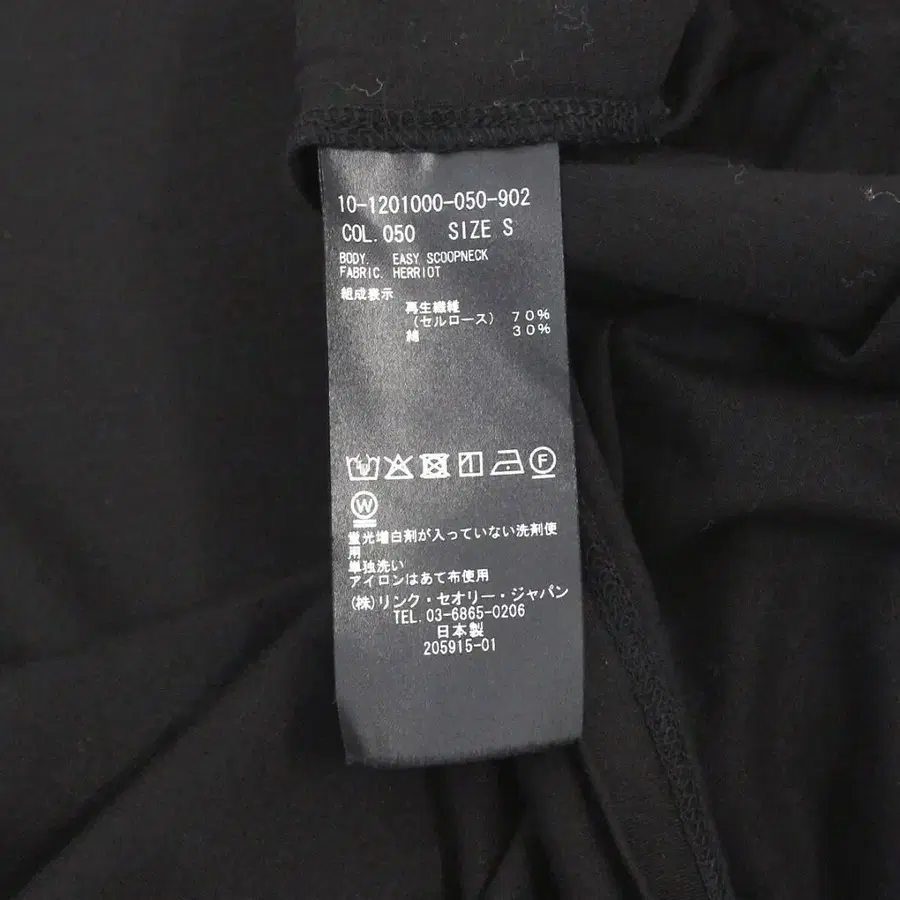 10-1201000-050-902
COL.050 SIZE S
BODY. EASY SCOOPNECK
FABRIC. HERRIOT
組成表示
再生繊維
(セルロース) 70%
綿 30%
F
W
蛍光増白剤が入っていない洗剤使
用
単独洗い
アイロンはあて布使用
(株)リンク・セオリー・ジャパン
TEL.03-6865-0206
日本製
205915-01